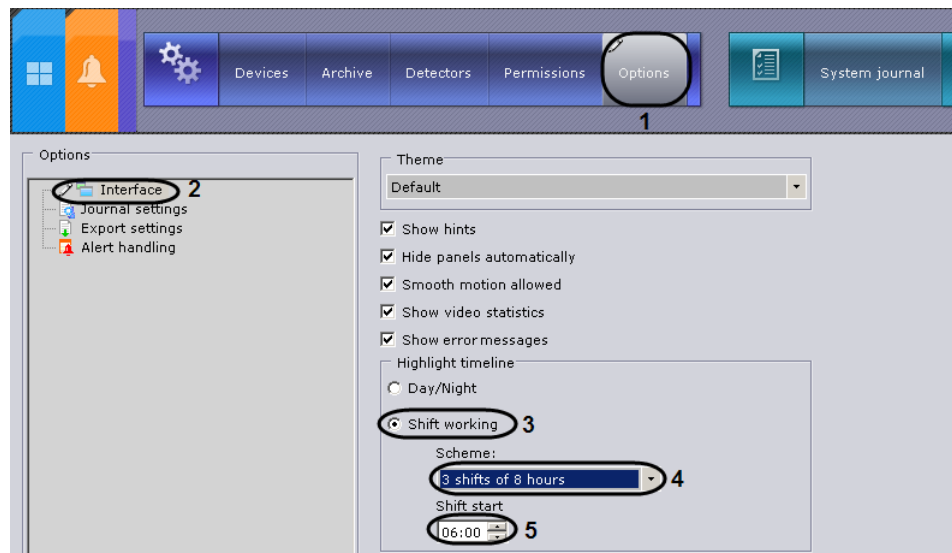 Devices Archive Detectors Permissions Options System journal
1
Options
Interface 2
Journal settings
Export settings
Alert handling
Theme
Default
Show hints
Hide panels automatically
Smooth motion allowed
Show video statistics
Show error messages
Highlight timeline
Day/Night
Shift working 3
Scheme:
3 shifts of 8 hours 4
Shift start
06:00 5